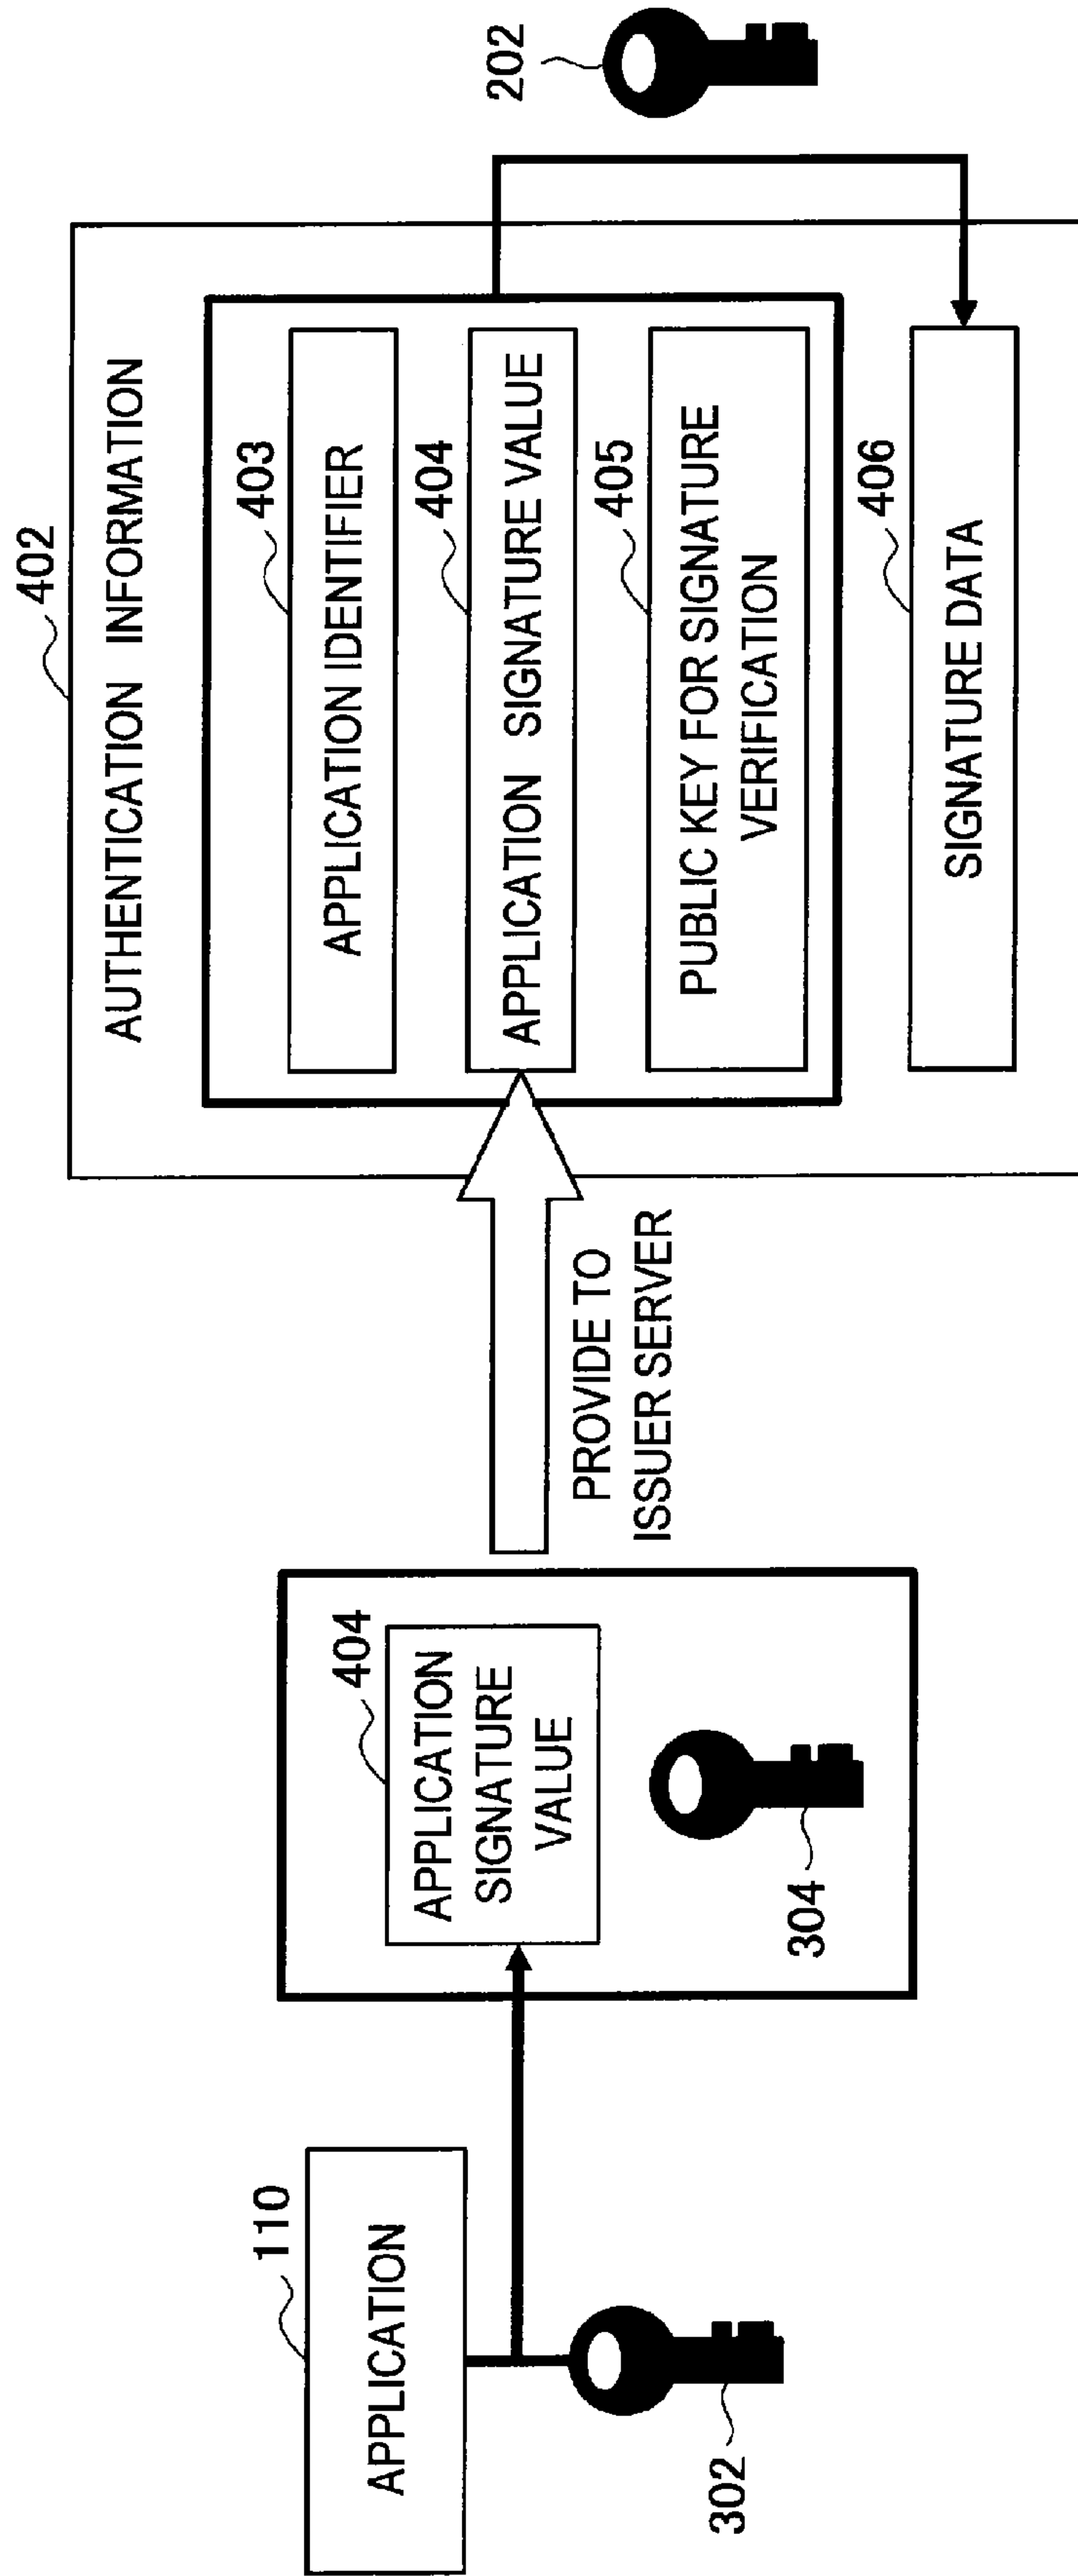 110
APPLICATION
302
404
APPLICATION
SIGNATURE
VALUE
304
PROVIDE TO
ISSUER SERVER
402
AUTHENTICATION INFORMATION
403
APPLICATION IDENTIFIER
404
APPLICATION SIGNATURE VALUE
405
PUBLIC KEY FOR SIGNATURE
VERIFICATION
406
SIGNATURE DATA
202